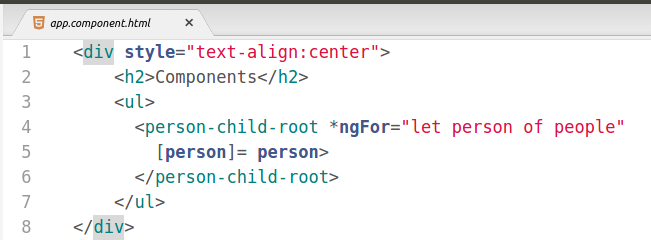 app.component.html ×
1 <div style="text-align:center">
2     <h2>Components</h2>
3     <ul>
4       <person-child-root *ngFor="let person of people"
5         [person]= person>
6       </person-child-root>
7     </ul>
8 </div>